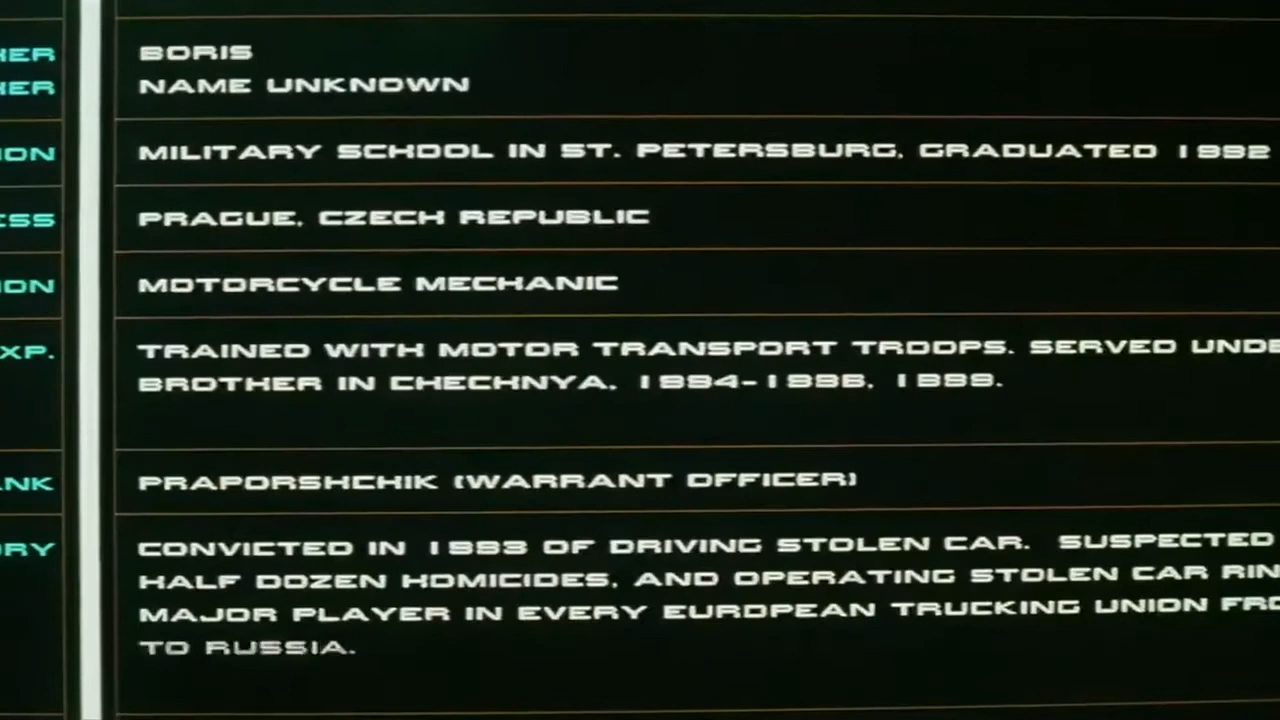 HER BORIS
HER NAME UNKNOWN
ION MILITARY SCHOOL IN ST. PETERSBURG, GRADUATED 1992
ESS PRAGUE, CZECH REPUBLIC
ION MOTORCYCLE MECHANIC
XP. TRAINED WITH MOTOR TRANSPORT TROOPS. SERVED UNDE
BROTHER IN CHECHNYA, 1994-1996, 1999.
ANK PRAPORSHCHIK (WARRANT OFFICER)
ORY CONVICTED IN 1993 OF DRIVING STOLEN CAR. SUSPECTED
HALF DOZEN HOMICIDES, AND OPERATING STOLEN CAR RIN
MAJOR PLAYER IN EVERY EUROPEAN TRUCKING UNION FRO
TO RUSSIA.